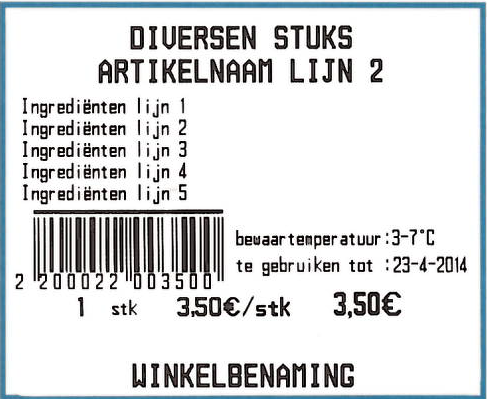 DIVERSEN STUKS
ARTIKELNAAM LIJN 2
Ingrediënten lijn 1
Ingrediënten lijn 2
Ingrediënten lijn 3
Ingrediënten lijn 4
Ingrediënten lijn 5
bewaartemperatuur:3-7°C
te gebruiken tot :23-4-2014
2 200022 003500
1 stk 3,50€/stk 3,50€
WINKELBENAMING